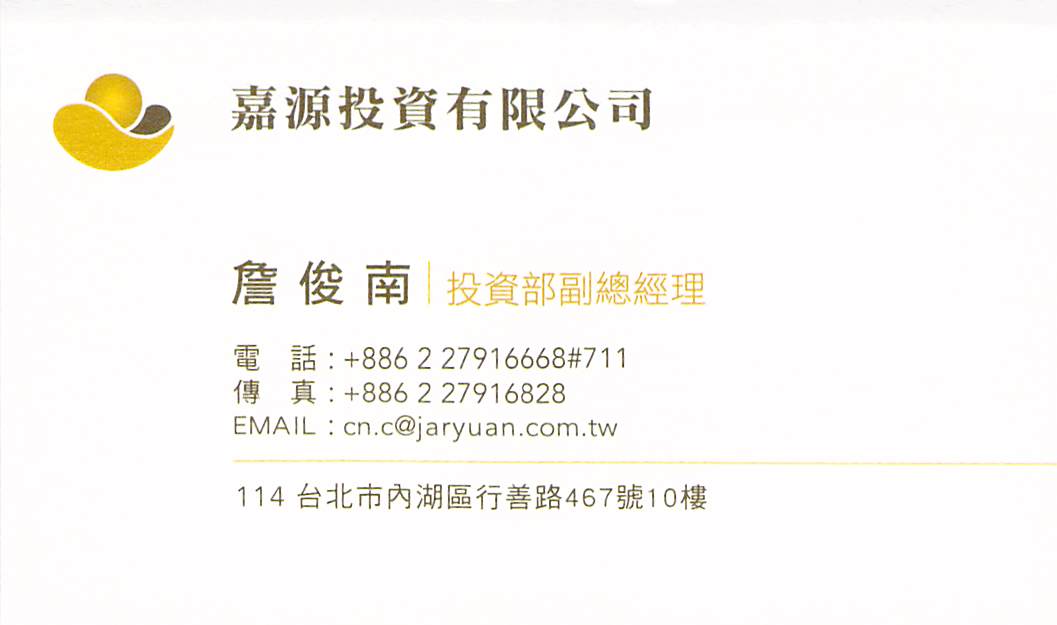 嘉源投資有限公司
詹俊南 投資部副總經理
電　話：+886 2 27916668#711
傳　真：+886 2 27916828
EMAIL：cn.c@jaryuan.com.tw
114 台北市內湖區行善路467號10樓